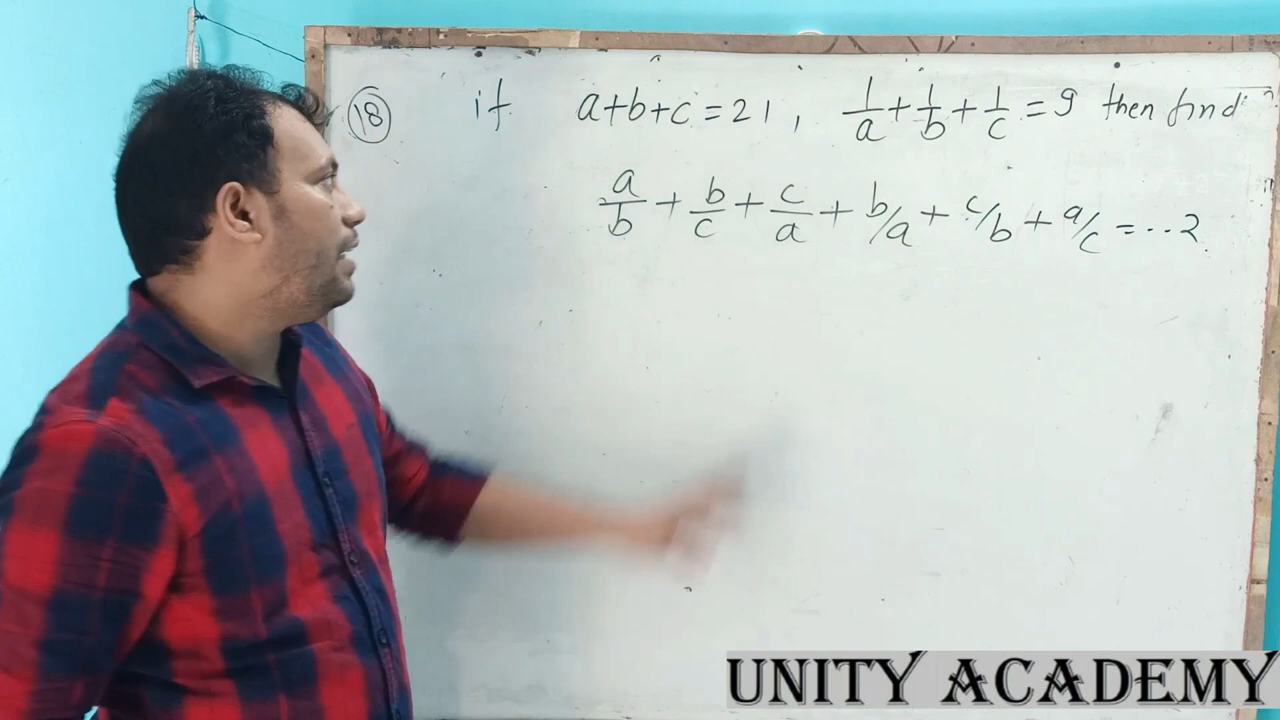 18 if a+b+c=21, 1/a+1/b+1/c=9 then find
a/b+b/c+c/a+b/a+c/b+a/c=--?
UNITY ACADEMY